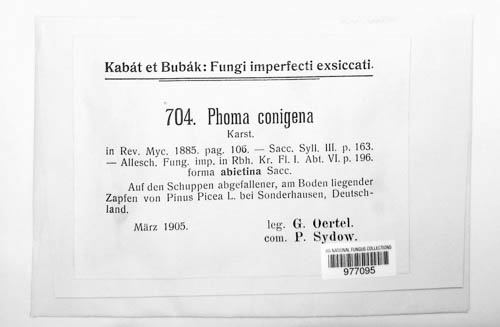 Kabát et Bubák: Fungi imperfecti exsiccati.
704. Phoma conigena
Karst.
in Rev. Myc. 1885. pag. 106. — Sacc. Syll. III. p. 163.
— Allesch. Fung. imp. in Rbh. Kr. Fl. I. Abt. VI. p. 196.
forma abietina Sacc.
Auf den Schuppen abgefallener, am Boden liegender
Zapfen von Pinus Picea L. bei Sonderhausen, Deutsch-
land.
März 1905.
leg. G. Oertel.
com. P. Sydow.
US NATIONAL FUNGUS COLLECTIONS
977095